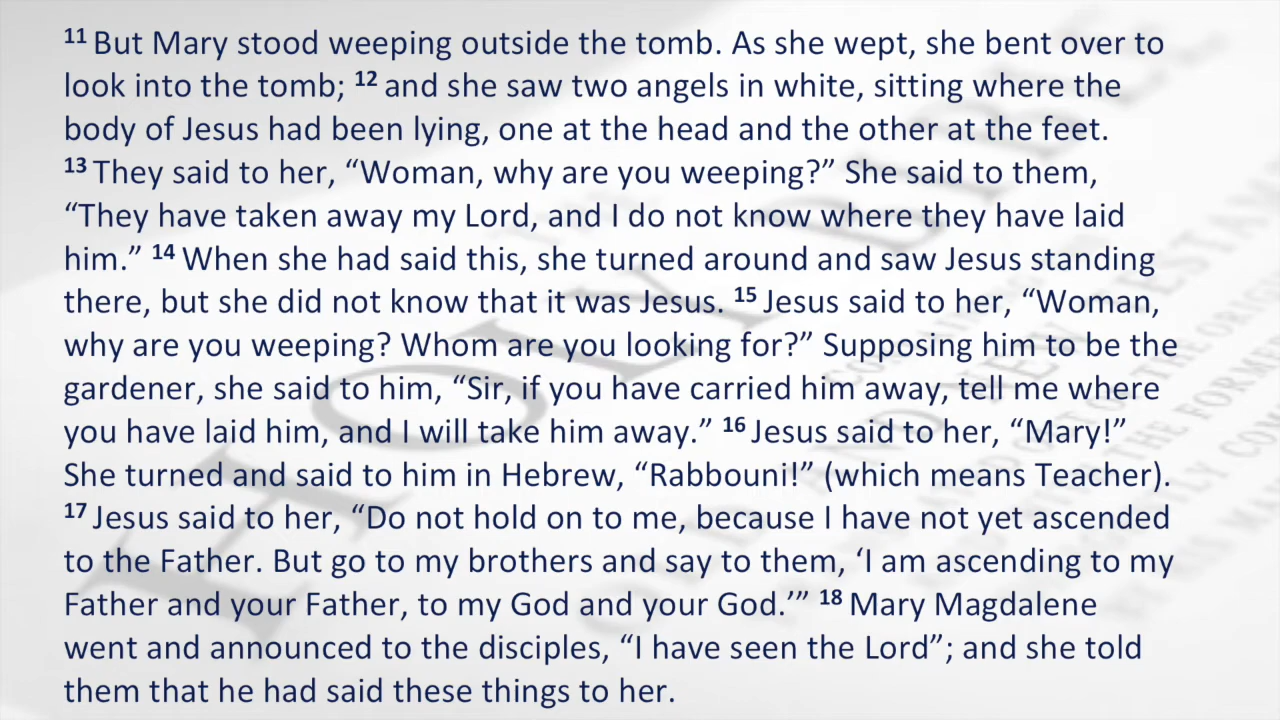 11 But Mary stood weeping outside the tomb. As she wept, she bent over to
look into the tomb; 12 and she saw two angels in white, sitting where the
body of Jesus had been lying, one at the head and the other at the feet.
13 They said to her, “Woman, why are you weeping?” She said to them,
“They have taken away my Lord, and I do not know where they have laid
him.” 14 When she had said this, she turned around and saw Jesus standing
there, but she did not know that it was Jesus. 15 Jesus said to her, “Woman,
why are you weeping? Whom are you looking for?” Supposing him to be the
gardener, she said to him, “Sir, if you have carried him away, tell me where
you have laid him, and I will take him away.” 16 Jesus said to her, “Mary!”
She turned and said to him in Hebrew, “Rabbouni!” (which means Teacher).
17 Jesus said to her, “Do not hold on to me, because I have not yet ascended
to the Father. But go to my brothers and say to them, ‘I am ascending to my
Father and your Father, to my God and your God.’” 18 Mary Magdalene
went and announced to the disciples, “I have seen the Lord”; and she told
them that he had said these things to her.
HOLY BIBLE